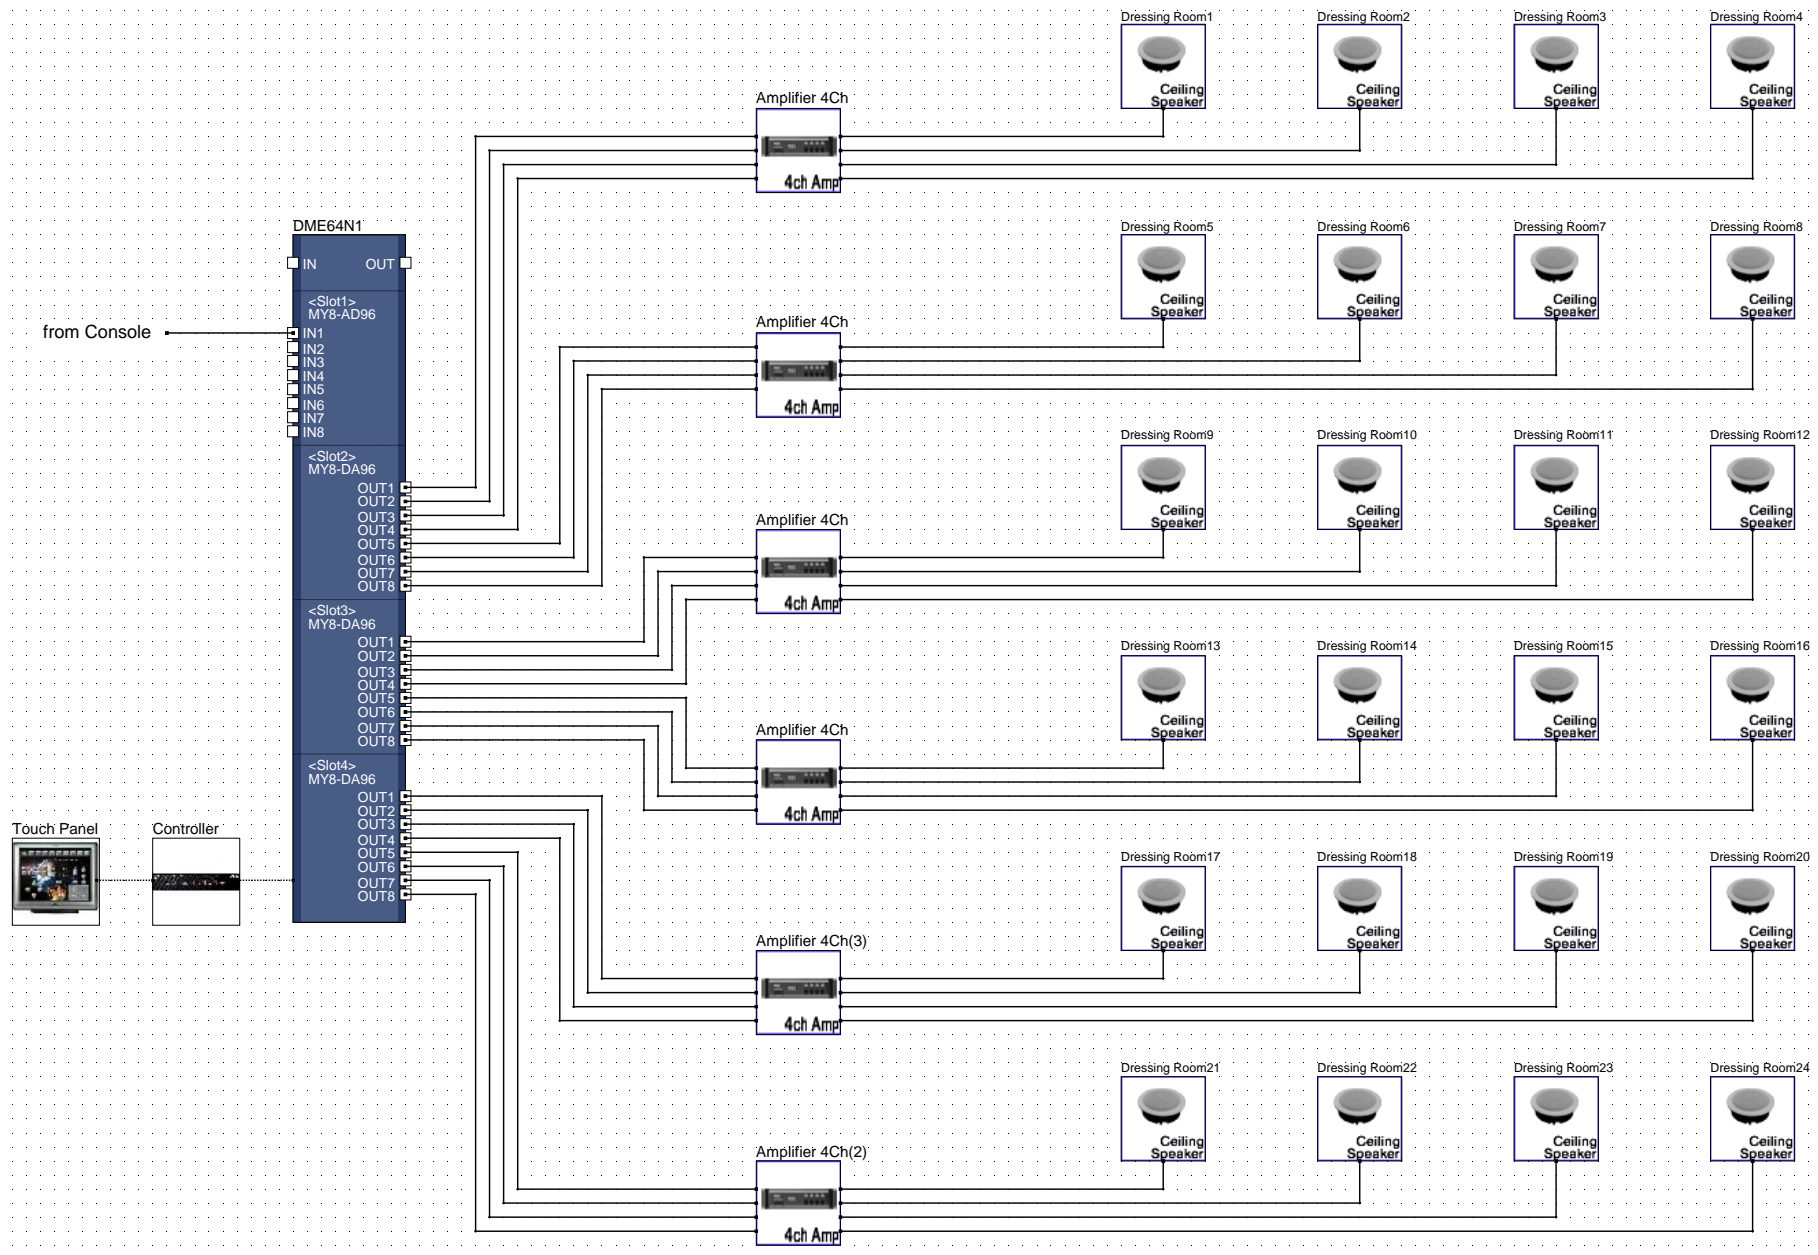 Dressing Room1
Dressing Room2
Dressing Room3
Dressing Room4
Ceiling
Speaker
Ceiling
Speaker
Ceiling
Speaker
Ceiling
Speaker
Amplifier 4Ch
4ch Amp
DME64N1
IN
OUT
<Slot1>
MY8-AD96
from Console
IN1
IN2
IN3
IN4
IN5
IN6
IN7
IN8
<Slot2>
MY8-DA96
OUT1
OUT2
OUT3
OUT4
OUT5
OUT6
OUT7
OUT8
<Slot3>
MY8-DA96
OUT1
OUT2
OUT3
OUT4
OUT5
OUT6
OUT7
OUT8
<Slot4>
MY8-DA96
OUT1
OUT2
OUT3
OUT4
OUT5
OUT6
OUT7
OUT8
Touch Panel
Controller
Dressing Room5
Dressing Room6
Dressing Room7
Dressing Room8
Ceiling
Speaker
Ceiling
Speaker
Ceiling
Speaker
Ceiling
Speaker
Amplifier 4Ch
4ch Amp
Dressing Room9
Dressing Room10
Dressing Room11
Dressing Room12
Ceiling
Speaker
Ceiling
Speaker
Ceiling
Speaker
Ceiling
Speaker
Amplifier 4Ch
4ch Amp
Dressing Room13
Dressing Room14
Dressing Room15
Dressing Room16
Ceiling
Speaker
Ceiling
Speaker
Ceiling
Speaker
Ceiling
Speaker
Amplifier 4Ch
4ch Amp
Dressing Room17
Dressing Room18
Dressing Room19
Dressing Room20
Ceiling
Speaker
Ceiling
Speaker
Ceiling
Speaker
Ceiling
Speaker
Amplifier 4Ch(3)
4ch Amp
Dressing Room21
Dressing Room22
Dressing Room23
Dressing Room24
Ceiling
Speaker
Ceiling
Speaker
Ceiling
Speaker
Ceiling
Speaker
Amplifier 4Ch(2)
4ch Amp